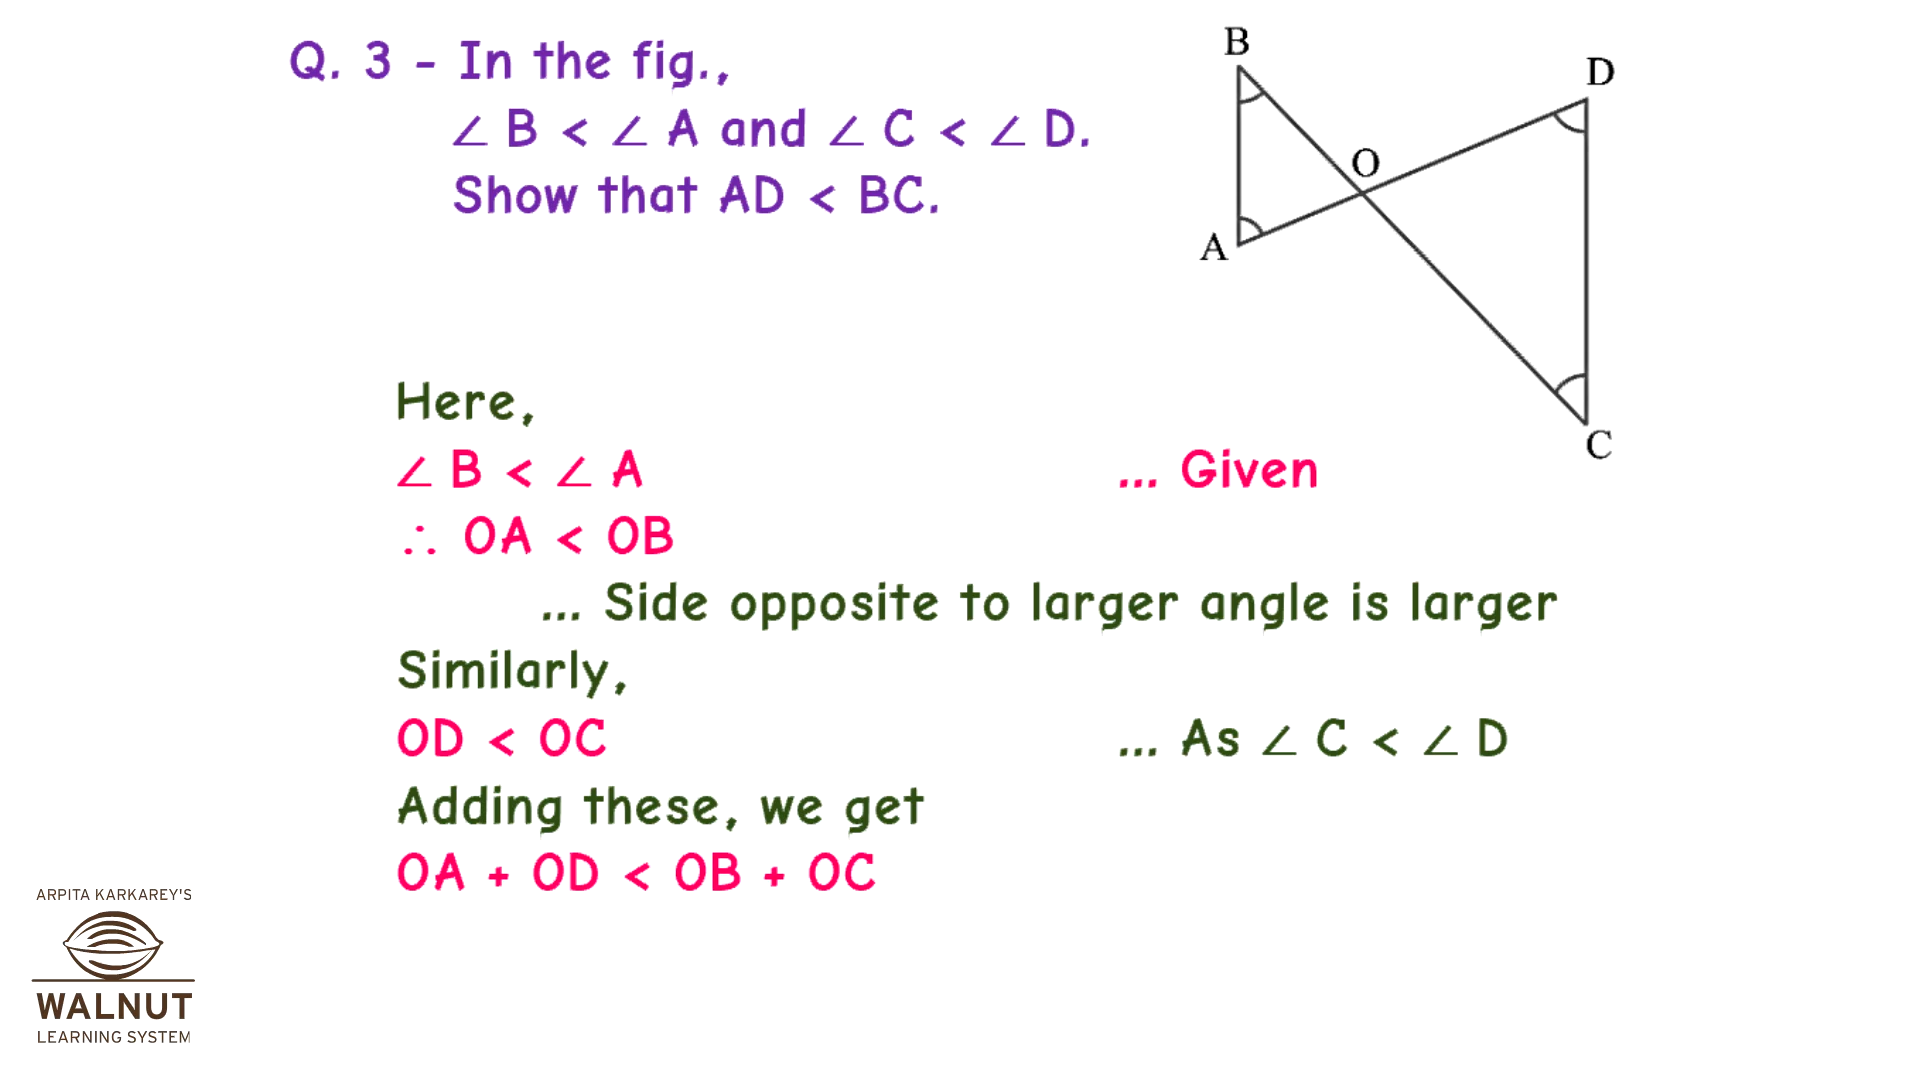 Q. 3 - In the fig.,
∠ B < ∠ A and ∠ C < ∠ D.
Show that AD < BC.
B
D
O
A
C
Here,
∠ B < ∠ A ... Given
∴ OA < OB
... Side opposite to larger angle is larger
Similarly,
OD < OC ... As ∠ C < ∠ D
Adding these, we get
OA + OD < OB + OC
ARPITA KARKAREY'S
WALNUT
LEARNING SYSTEM